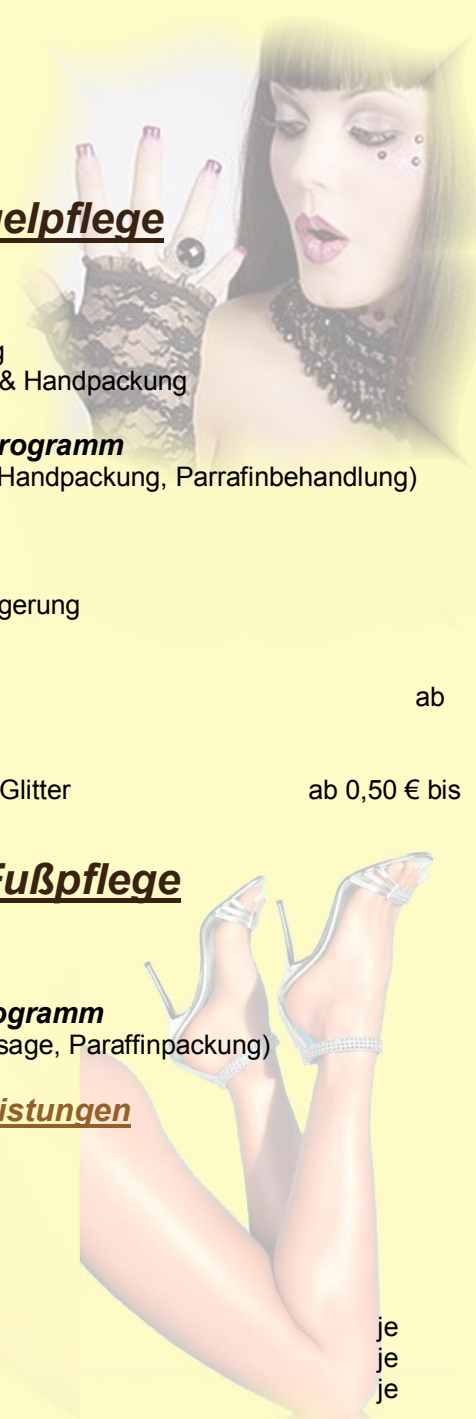 elpflege
g
& Handpackung
rogramm
Handpackung, Parrafinbehandlung)
gerung
ab
Glitter ab 0,50 € bis
Fußpflege
ogramm
sage, Paraffinpackung)
istungen
je
je
je